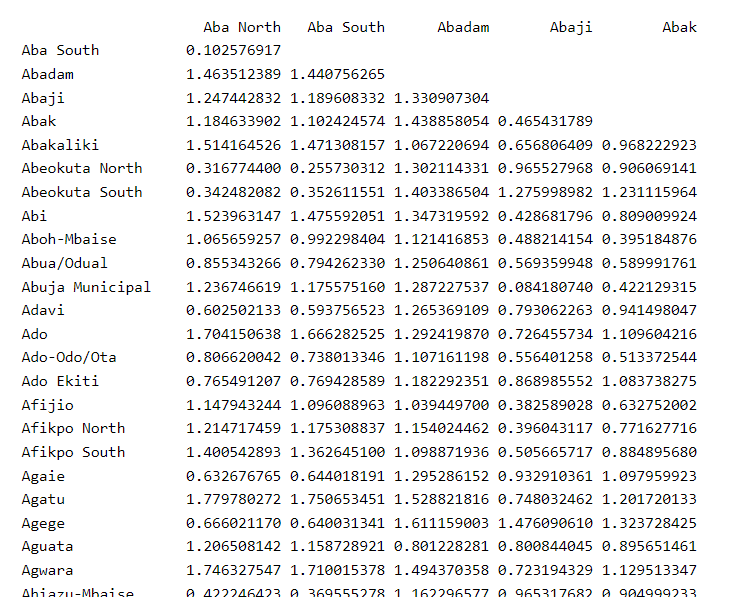 Aba North Aba South Abadam Abaji Abak
Aba South 0.102576917
Abadam 1.463512389 1.440756265
Abaji 1.247442832 1.189608332 1.330907304
Abak 1.184633902 1.102424574 1.438858054 0.465431789
Abakaliki 1.514164526 1.471308157 1.067220694 0.656806409 0.968222923
Abeokuta North 0.316774400 0.255730312 1.302114331 0.965527968 0.906069141
Abeokuta South 0.342482082 0.352611551 1.403386504 1.275998982 1.231115964
Abi 1.523963147 1.475592051 1.347319592 0.428681796 0.809009924
Aboh-Mbaise 1.065659257 0.992298404 1.121416853 0.488214154 0.395184876
Abua/Odual 0.855343266 0.794262330 1.250640861 0.569359948 0.589991761
Abuja Municipal 1.236746619 1.175575160 1.287227537 0.084180740 0.422129315
Adavi 0.602502133 0.593756523 1.265369109 0.793062263 0.941498047
Ado 1.704150638 1.666282525 1.292419870 0.726455734 1.109604216
Ado-Odo/Ota 0.806620042 0.738013346 1.107161198 0.556401258 0.513372544
Ado Ekiti 0.765491207 0.769428589 1.182292351 0.868985552 1.083738275
Afijio 1.147943244 1.096088963 1.039449700 0.382589028 0.632752002
Afikpo North 1.214717459 1.175308837 1.154024462 0.396043117 0.771627716
Afikpo South 1.400542893 1.362645100 1.098871936 0.505665717 0.884895680
Agaie 0.632676765 0.644018191 1.295286152 0.932910361 1.097959923
Agatu 1.779780272 1.750653451 1.528821816 0.748032462 1.201720133
Agege 0.666021170 0.640031341 1.611159003 1.476090610 1.323728425
Aguata 1.206508142 1.158728921 0.801228281 0.800844045 0.895651461
Agwara 1.746327547 1.710015378 1.494370358 0.723194329 1.129513347
Ahiazu-Mbaise 0.422246423 0.369555278 1.162296577 0.965317682 0.904999233